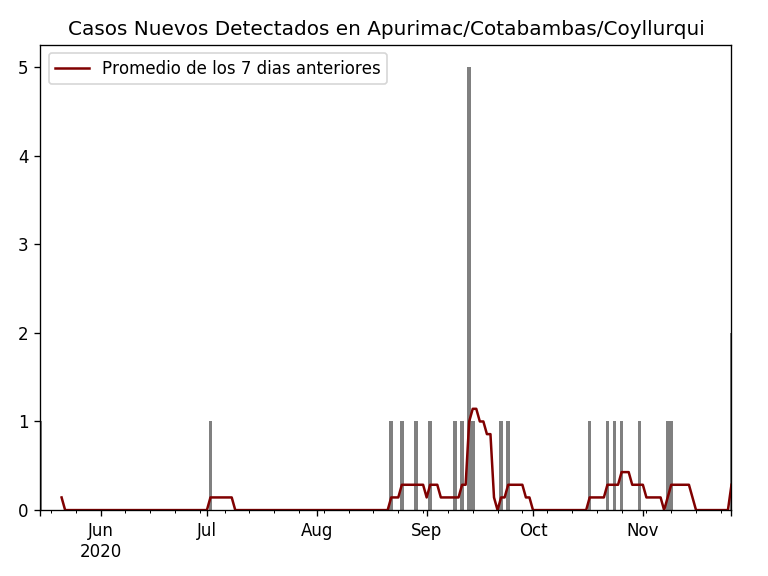 Casos Nuevos Detectados en Apurimac/Cotabambas/Coyllurqui
Promedio de los 7 dias anteriores
5
4
3
2
1
0
Jun Jul Aug Sep Oct Nov
2020